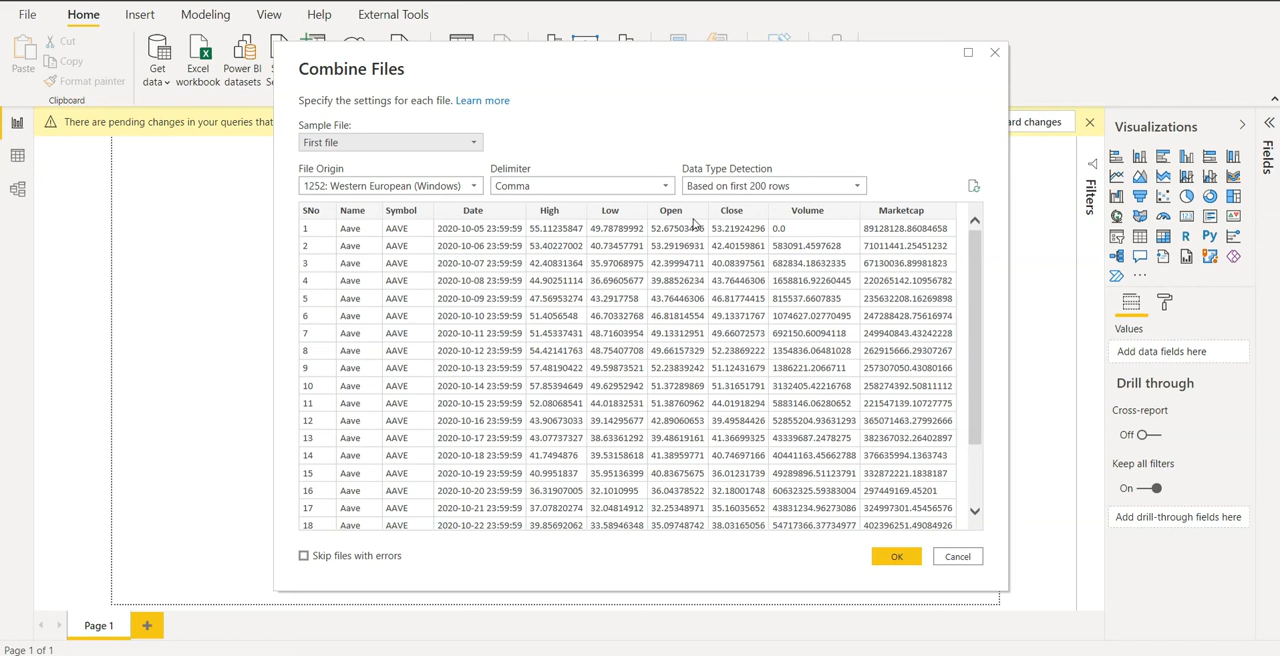 File Home Insert Modeling View Help External Tools
Paste
Cut
Copy
Format painter
Clipboard
Get data
Excel workbook
Power BI datasets
There are pending changes in your queries that
ard changes
Combine Files
Specify the settings for each file. Learn more
Sample File:
First file
File Origin Delimiter Data Type Detection
1252: Western European (Windows) Comma Based on first 200 rows
SNo Name Symbol Date High Low Open Close Volume Marketcap
1 Aave AAVE 2020-10-05 23:59:59 55.11235847 49.78789992 53.21924296 0.0 89128128.86084658
2 Aave AAVE 2020-10-06 23:59:59 53.40227002 40.73457791 53.29196931 42.40159861 583091.4597628 71011441.25451232
3 Aave AAVE 2020-10-07 23:59:59 42.40831364 35.97068975 42.39994711 40.08397561 682834.18632335 67130036.89981823
4 Aave AAVE 2020-10-08 23:59:59 44.90251114 36.69605677 39.88526234 43.76446306 1658816.92260445 220265142.10956782
5 Aave AAVE 2020-10-09 23:59:59 47.56953274 43.2917758 43.76446306 46.81774415 815537.6607835 235632208.16269898
6 Aave AAVE 2020-10-10 23:59:59 51.4056548 46.70332768 46.81814554 49.13371767 1074627.02770495 247288428.75616974
7 Aave AAVE 2020-10-11 23:59:59 51.45337431 48.71603954 49.13312951 49.66072573 692150.60094118 249940843.43242228
8 Aave AAVE 2020-10-12 23:59:59 54.42141763 48.75407708 49.66157329 52.23869222 1354836.06481028 262915666.29307267
9 Aave AAVE 2020-10-13 23:59:59 57.48190422 49.59873521 52.23839242 51.12431679 1386221.2066711 257307050.43080166
10 Aave AAVE 2020-10-14 23:59:59 57.85394649 49.62952942 51.37289869 51.31651791 3132405.42216768 258274392.50811112
11 Aave AAVE 2020-10-15 23:59:59 52.08068541 44.01832531 51.38760962 44.01918294 5883146.06280652 221547139.10727775
12 Aave AAVE 2020-10-16 23:59:59 43.90673033 39.14295677 42.89060653 39.49584426 52855204.93631293 365071463.27992666
13 Aave AAVE 2020-10-17 23:59:59 43.07737327 38.63361292 39.48619161 41.36699325 43339687.2478275 382367032.26402897
14 Aave AAVE 2020-10-18 23:59:59 41.7494876 39.53158618 41.38959771 40.74697166 40441163.45662788 376635994.1363743
15 Aave AAVE 2020-10-19 23:59:59 40.9951837 35.95136399 40.83675675 36.01231739 49289896.51123791 332872221.1838187
16 Aave AAVE 2020-10-20 23:59:59 36.31907005 32.1010995 36.04378522 32.18001748 60632325.59383004 297449169.45201
17 Aave AAVE 2020-10-21 23:59:59 37.07820274 32.04814912 32.25348971 35.16035652 43831234.96273086 324997301.45456576
18 Aave AAVE 2020-10-22 23:59:59 39.85692062 33.58946348 35.09748742 38.03165056 54717366.37734977 402396251.49084926
Skip files with errors
OK Cancel
Filters
Visualizations
Values
Add data fields here
Drill through
Cross-report
Off
Keep all filters
On
Add drill-through fields here
Fields
Page 1
Page 1 of 1